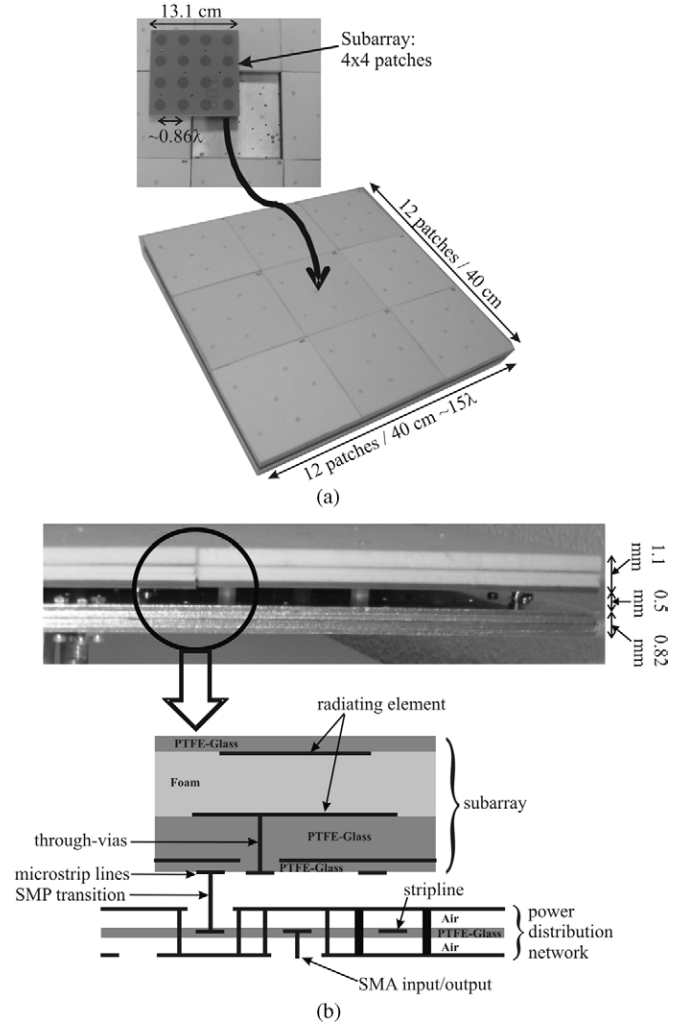 13.1 cm
Subarray:
4x4 patches
~0.86λ
12 patches / 40 cm
12 patches / 40 cm ~15λ
(a)
1.1
mm
0.5
mm
0.82
mm
radiating element
PTFE-Glass
Foam
subarray
through-vias
PTFE-Glass
microstrip lines
PTFE-Glass
SMP transition
stripline
Air
power
PTFE-Glass
distribution
Air
network
SMA input/output
(b)